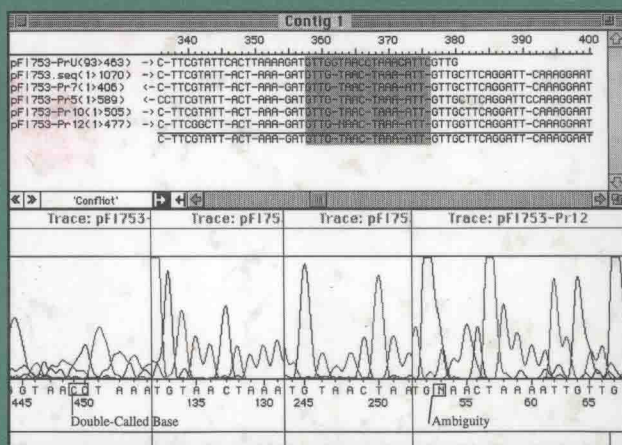 Contig 1
340 350 360 370 380 390 400
pF1753-PrU(93>463) -> C-TTCGTATTCACTTAAAAGATGTTGGTAACCTAAAACATTCGTTG
pF1753.seq(1>1070) -> C-TTCGTATT-ACT-AAA-GATGTTG-TAAC-TAAA-ATT-GTTGCTTCAGGATT-CAAAGGAAT
pF1753-Pr7(1>406) <- C-TTCGTATT-ACT-AAA-GATGTTG-TAAC-TAAA-ATT-GTTGCTTCAGGATT-CAAAGGAAT
pF1753-Pr5(1>589) <- CCTTCGTATT-ACT-AAA-GATGTTG-TAAC-TAAA-ATT-GTTGCTTCAGGATTCCAAAGGAAT
pF1753-Pr10(1>505) -> C-TTCGTATT-ACT-AAA-GATGTTG-TAAC-TAAA-ATT-GTTGCTTCAGGATT-CAAAGGAAT
pF1753-Pr12(1>477) -> C-TTCGGCTT-ACT-AAA-GATGTTG-TAAC-TAAA-ATT-GTTGGTTCAGGATT-CAAAGGAAT
C-TTCGTATT-ACT-AAA-GATGTTG-TAAC-TAAA-ATT-GTTGCTTCAGGATT-CAAAGGAAT
'Conflict'
Trace: pF1753- Trace: pF175 Trace: pF175 Trace: pF1753-Pr12
GTAACCTAAATGTAACTAAATGTAACTAAATGNAACTAAATTGTTG
445 450 135 130 245 250 55 60 65
Double-Called Base Ambiguity